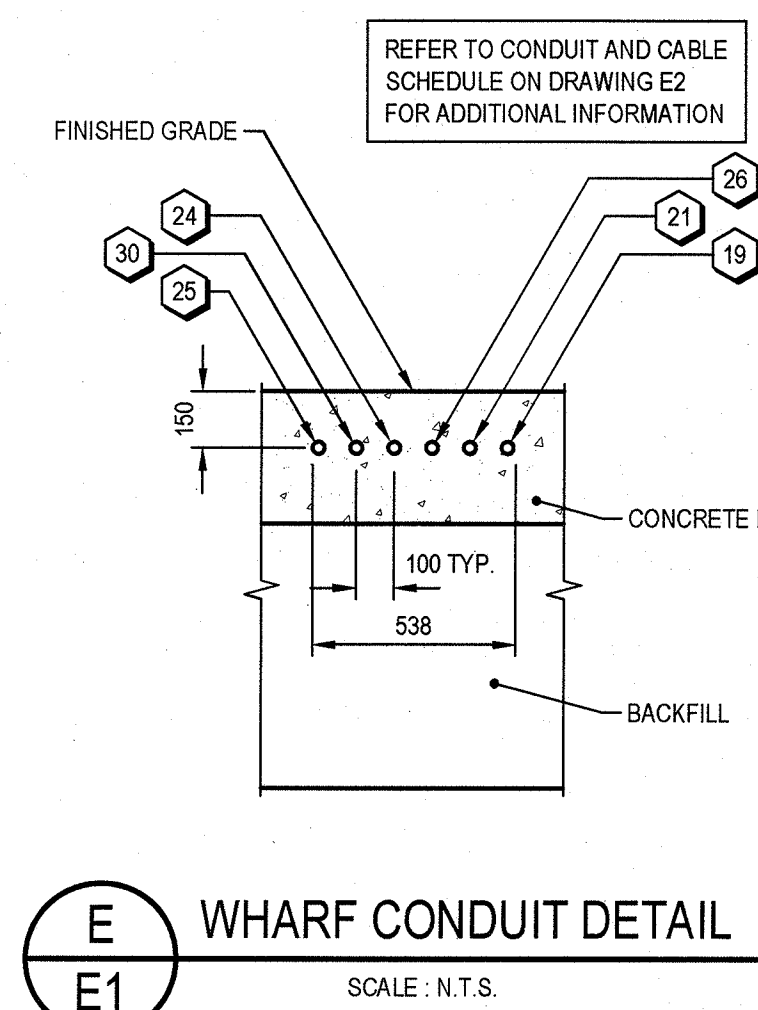 REFER TO CONDUIT AND CABLE
SCHEDULE ON DRAWING E2
FOR ADDITIONAL INFORMATION
FINISHED GRADE
26
24
21
30
19
25
150
CONCRETE
100 TYP.
538
BACKFILL
E
WHARF CONDUIT DETAIL
E1
SCALE : N.T.S.